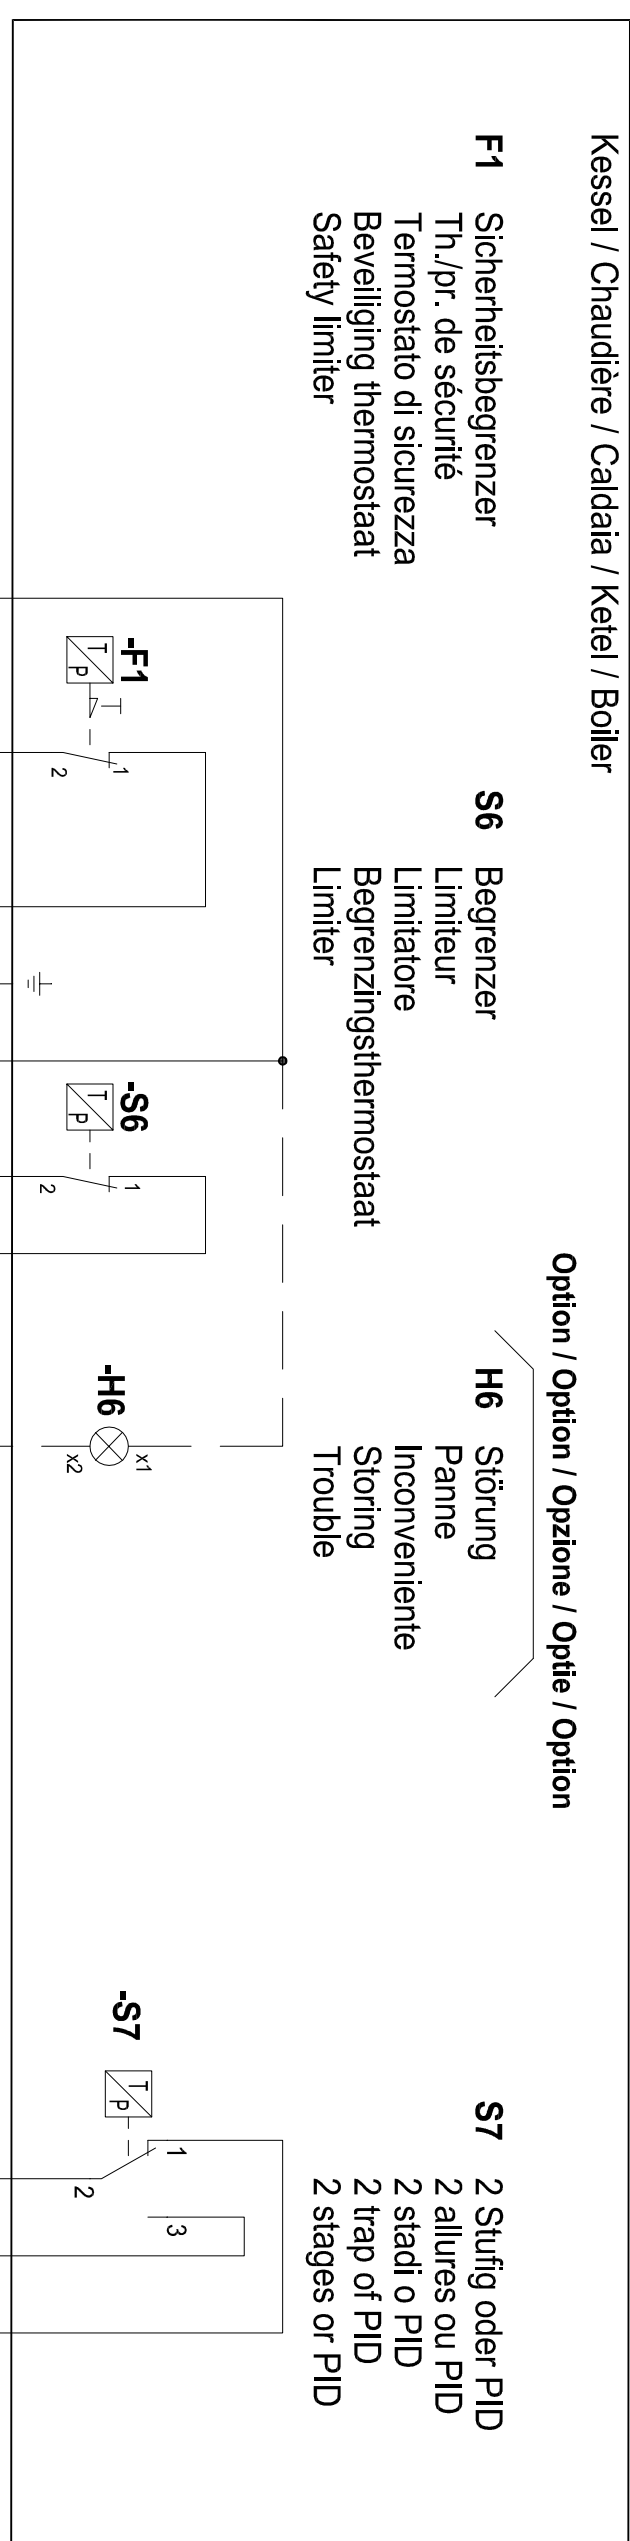 Kessel / Chaudière / Caldaia / Ketel / Boiler
Option / Option / Opzione / Optie / Option
F1 Sicherheitsbegrenzer
Th./pr. de sécurité
Termostato di sicurezza
Beveiliging thermostaat
Safety limiter
S6 Begrenzer
Limiteur
Limitatore
Begrenzingsthermostaat
Limiter
H6 Störung
Panne
Inconveniente
Storing
Trouble
S7 2 Stufig oder PID
2 allures ou PID
2 stadi o PID
2 trap of PID
2 stages or PID
-F1
T
P
1
2
-S6
T
P
1
2
-H6
x1
x2
-S7
T
P
1
3
2